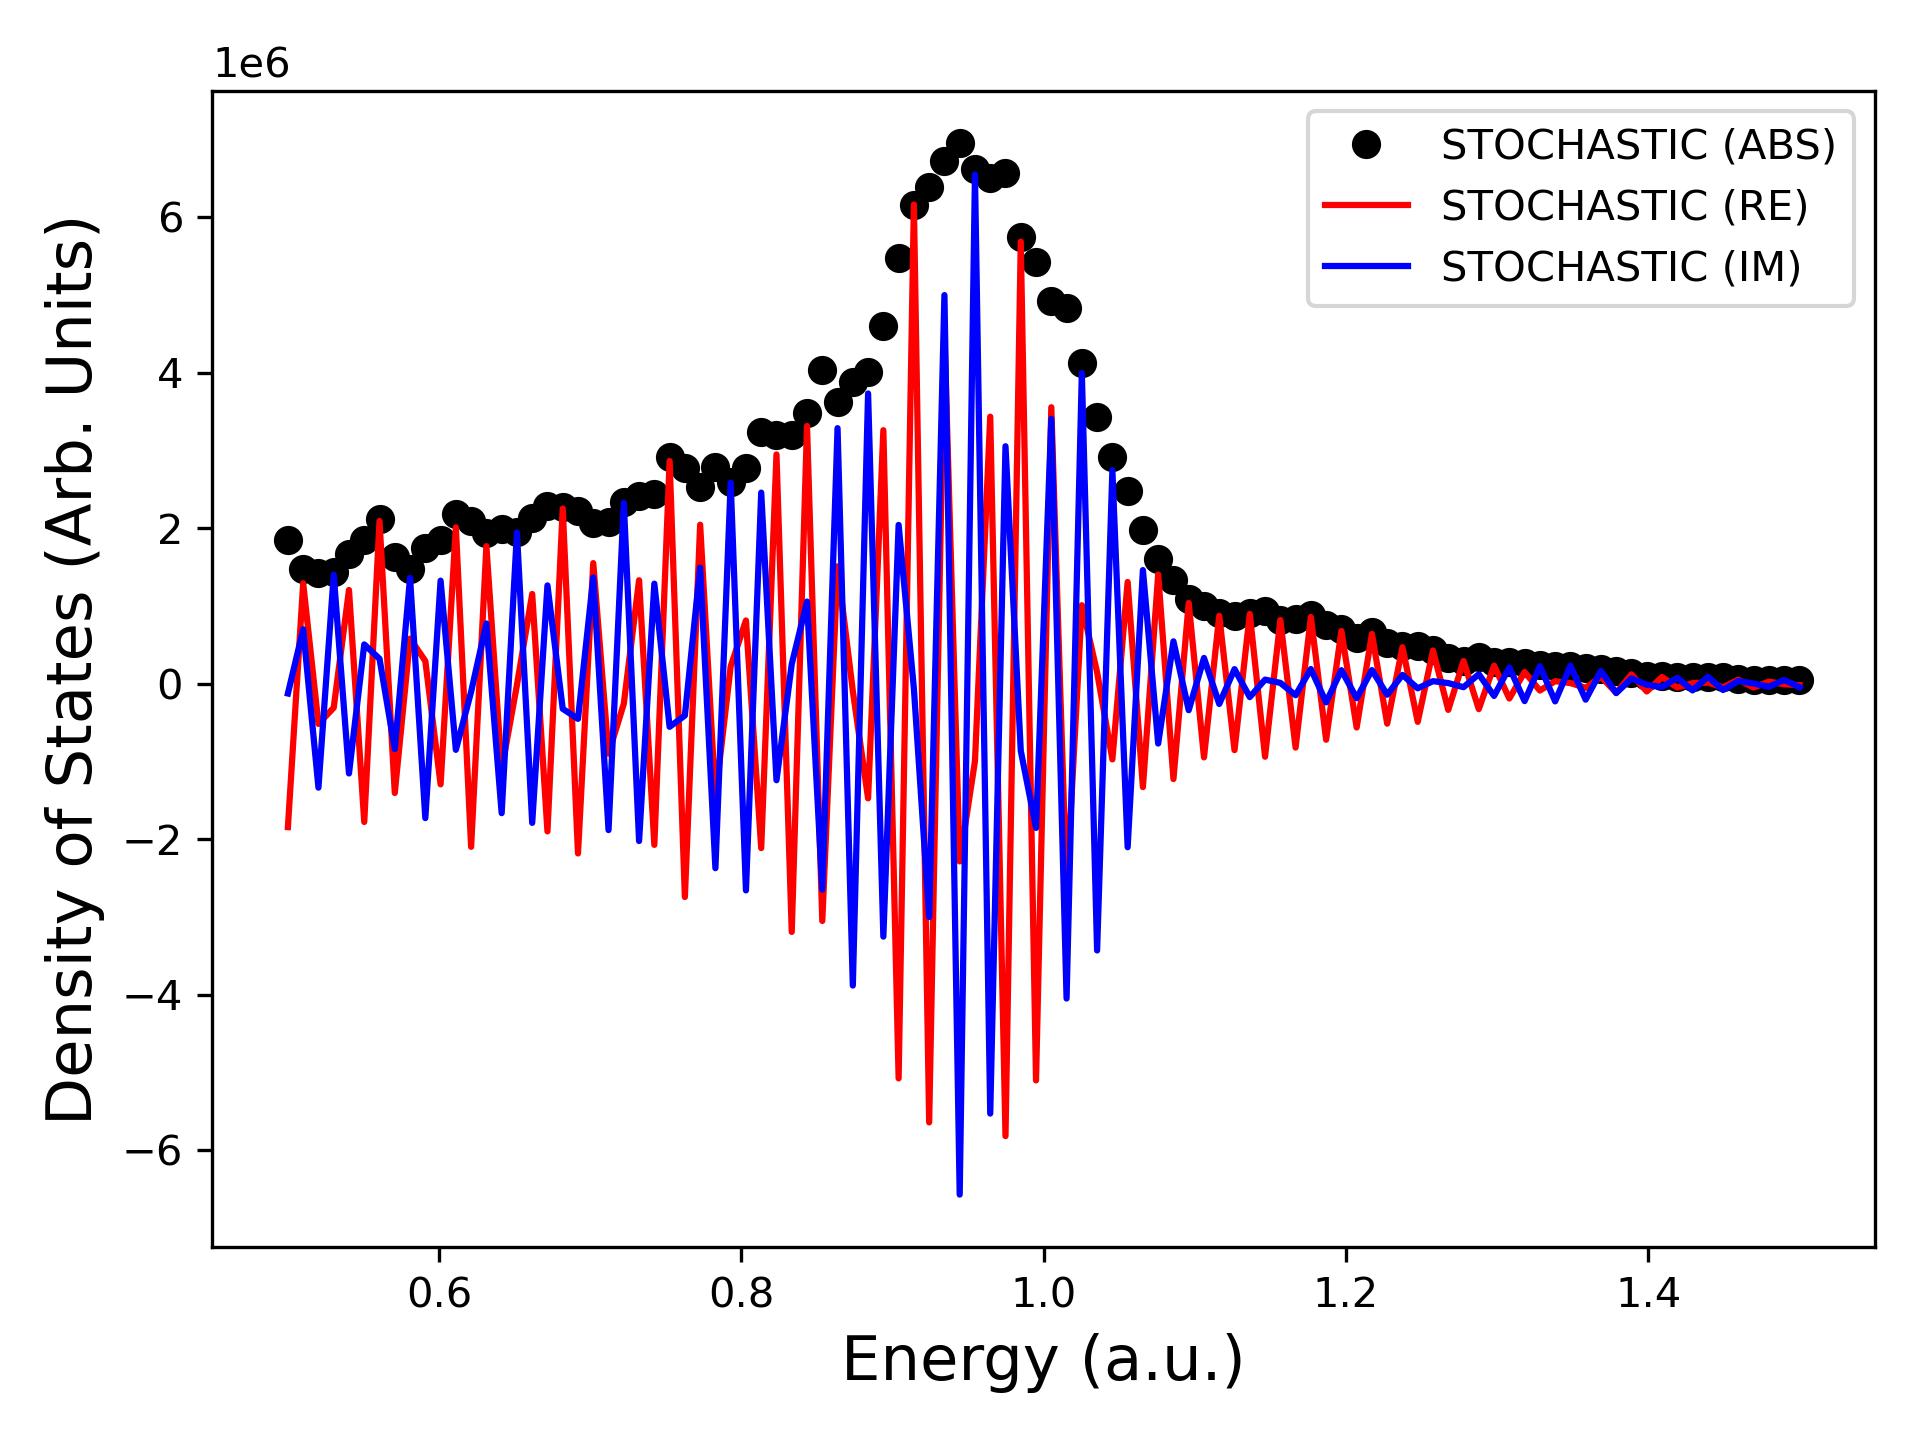 1e6
STOCHASTIC (ABS)
STOCHASTIC (RE)
STOCHASTIC (IM)
Density of States (Arb. Units)
6
4
2
0
−2
−4
−6
0.6 0.8 1.0 1.2 1.4
Energy (a.u.)